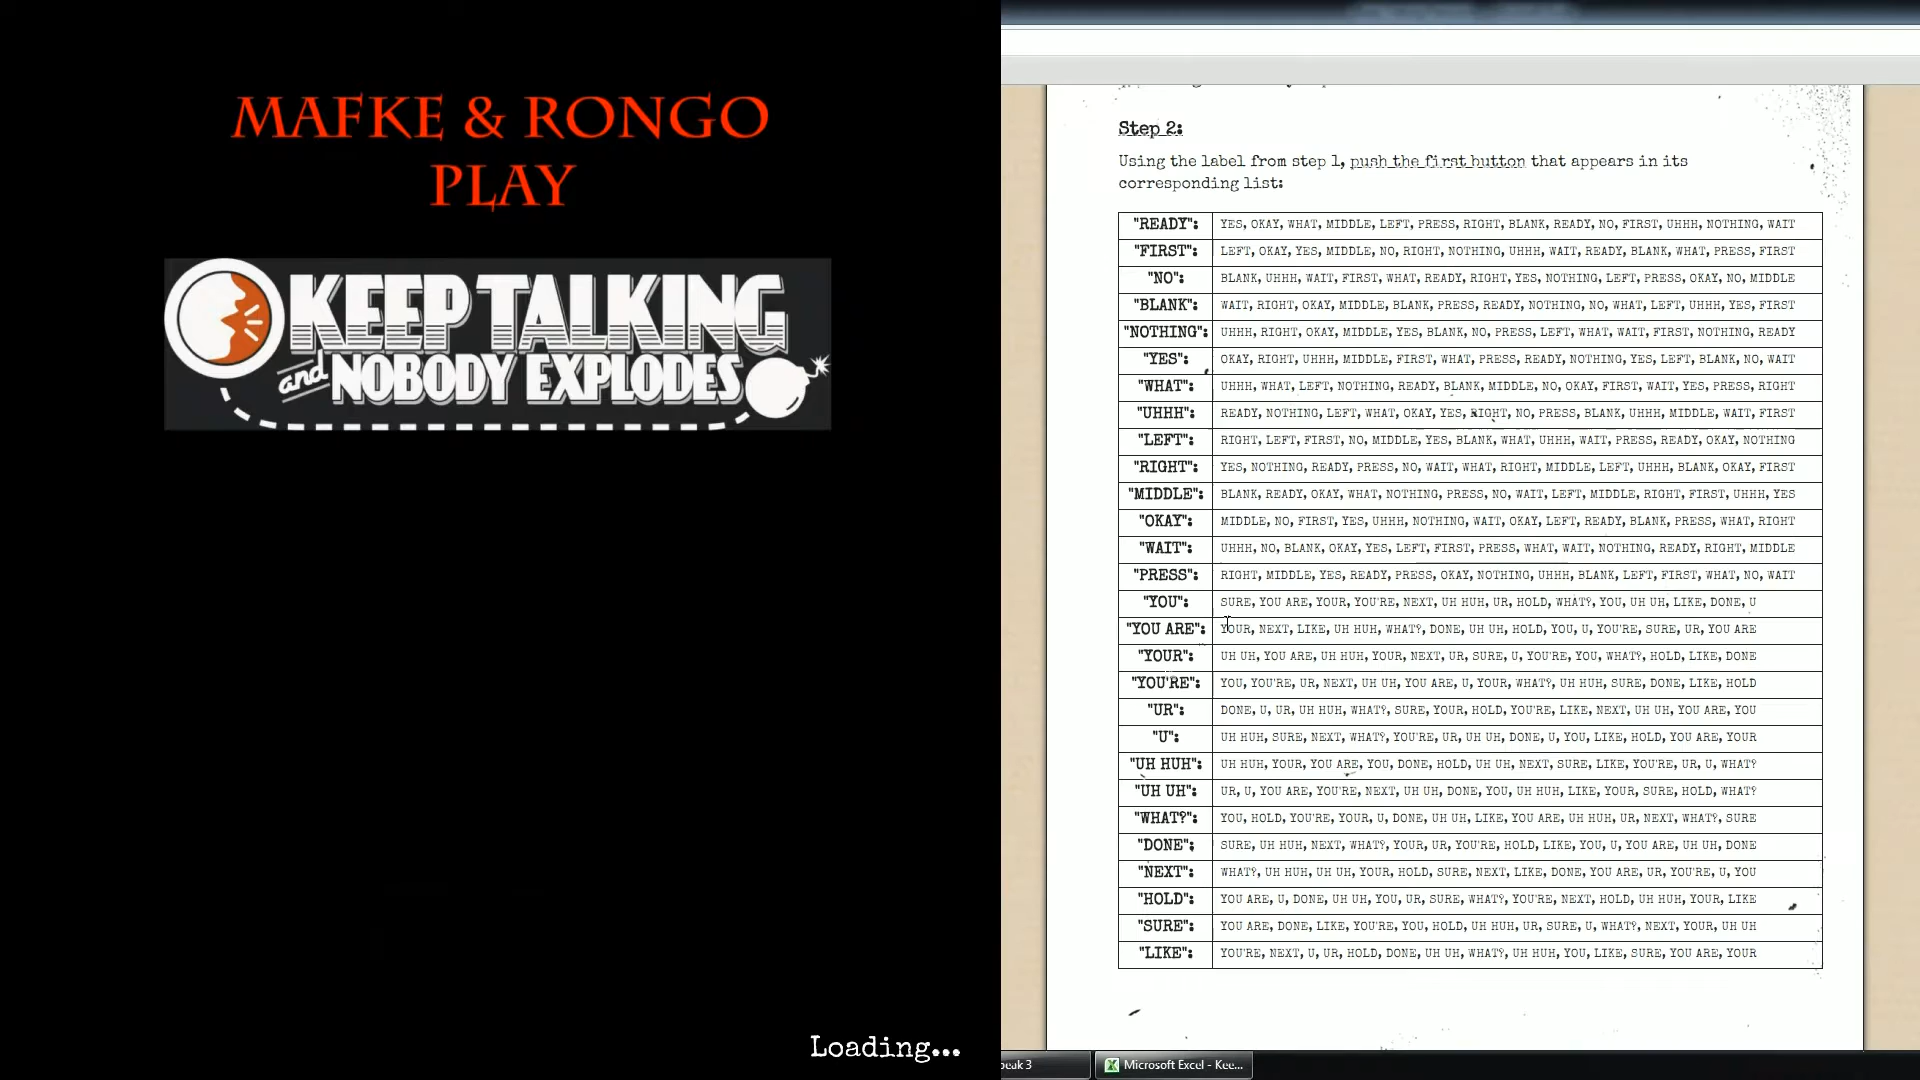 MAFKE & RONGO
PLAY
KEEP TALKING
and NOBODY EXPLODES
Loading...
Step 2:
Using the label from step 1, push the first button that appears in its
corresponding list:
"READY": YES, OKAY, WHAT, MIDDLE, LEFT, PRESS, RIGHT, BLANK, READY, NO, FIRST, UHHH, NOTHING, WAIT
"FIRST": LEFT, OKAY, YES, MIDDLE, NO, RIGHT, NOTHING, UHHH, WAIT, READY, BLANK, WHAT, PRESS, FIRST
"NO": BLANK, UHHH, WAIT, FIRST, WHAT, READY, RIGHT, YES, NOTHING, LEFT, PRESS, OKAY, NO, MIDDLE
"BLANK": WAIT, RIGHT, OKAY, MIDDLE, BLANK, PRESS, READY, NOTHING, NO, WHAT, LEFT, UHHH, YES, FIRST
"NOTHING": UHHH, RIGHT, OKAY, MIDDLE, YES, BLANK, NO, PRESS, LEFT, WHAT, WAIT, FIRST, NOTHING, READY
"YES": OKAY, RIGHT, UHHH, MIDDLE, FIRST, WHAT, PRESS, READY, NOTHING, YES, LEFT, BLANK, NO, WAIT
"WHAT": UHHH, WHAT, LEFT, NOTHING, READY, BLANK, MIDDLE, NO, OKAY, FIRST, WAIT, YES, PRESS, RIGHT
"UHHH": READY, NOTHING, LEFT, WHAT, OKAY, YES, RIGHT, NO, PRESS, BLANK, UHHH, MIDDLE, WAIT, FIRST
"LEFT": RIGHT, LEFT, FIRST, NO, MIDDLE, YES, BLANK, WHAT, UHHH, WAIT, PRESS, READY, OKAY, NOTHING
"RIGHT": YES, NOTHING, READY, PRESS, NO, WAIT, WHAT, RIGHT, MIDDLE, LEFT, UHHH, BLANK, OKAY, FIRST
"MIDDLE": BLANK, READY, OKAY, WHAT, NOTHING, PRESS, NO, WAIT, LEFT, MIDDLE, RIGHT, FIRST, UHHH, YES
"OKAY": MIDDLE, NO, FIRST, YES, UHHH, NOTHING, WAIT, OKAY, LEFT, READY, BLANK, PRESS, WHAT, RIGHT
"WAIT": UHHH, NO, BLANK, OKAY, YES, LEFT, FIRST, PRESS, WHAT, WAIT, NOTHING, READY, RIGHT, MIDDLE
"PRESS": RIGHT, MIDDLE, YES, READY, PRESS, OKAY, NOTHING, UHHH, BLANK, LEFT, FIRST, WHAT, NO, WAIT
"YOU": SURE, YOU ARE, YOUR, YOU'RE, NEXT, UH HUH, UR, HOLD, WHAT?, YOU, UH UH, LIKE, DONE, U
"YOU ARE": YOUR, NEXT, LIKE, UH HUH, WHAT?, DONE, UH UH, HOLD, YOU, U, YOU'RE, SURE, UR, YOU ARE
"YOUR": UH UH, YOU ARE, UH HUH, YOUR, NEXT, UR, SURE, U, YOU'RE, YOU, WHAT?, HOLD, LIKE, DONE
"YOU'RE": YOU, YOU'RE, UR, NEXT, UH UH, YOU ARE, U, YOUR, WHAT?, UH HUH, SURE, DONE, LIKE, HOLD
"UR": DONE, U, UR, UH HUH, WHAT?, SURE, YOUR, HOLD, YOU'RE, LIKE, NEXT, UH UH, YOU ARE, YOU
"U": UH HUH, SURE, NEXT, WHAT?, YOU'RE, UR, UH UH, DONE, U, YOU, LIKE, HOLD, YOU ARE, YOUR
"UH HUH": UH HUH, YOUR, YOU ARE, YOU, DONE, HOLD, UH UH, NEXT, SURE, LIKE, YOU'RE, UR, U, WHAT?
"UH UH": UR, U, YOU ARE, YOU'RE, NEXT, UH UH, DONE, YOU, UH HUH, LIKE, YOUR, SURE, HOLD, WHAT?
"WHAT?": YOU, HOLD, YOU'RE, YOUR, U, DONE, UH UH, LIKE, YOU ARE, UH HUH, UR, NEXT, WHAT?, SURE
"DONE": SURE, UH HUH, NEXT, WHAT?, YOUR, UR, YOU'RE, HOLD, LIKE, YOU, U, YOU ARE, UH UH, DONE
"NEXT": WHAT?, UH HUH, UH UH, YOUR, HOLD, SURE, NEXT, LIKE, DONE, YOU ARE, UR, YOU'RE, U, YOU
"HOLD": YOU ARE, U, DONE, UH UH, YOU, UR, SURE, WHAT?, YOU'RE, NEXT, HOLD, UH HUH, YOUR, LIKE
"SURE": YOU ARE, DONE, LIKE, YOU'RE, YOU, HOLD, UH HUH, UR, SURE, U, WHAT?, NEXT, YOUR, UH UH
"LIKE": YOU'RE, NEXT, U, UR, HOLD, DONE, UH UH, WHAT?, UH HUH, YOU, LIKE, SURE, YOU ARE, YOUR
peak 3
Microsoft Excel - Kee...